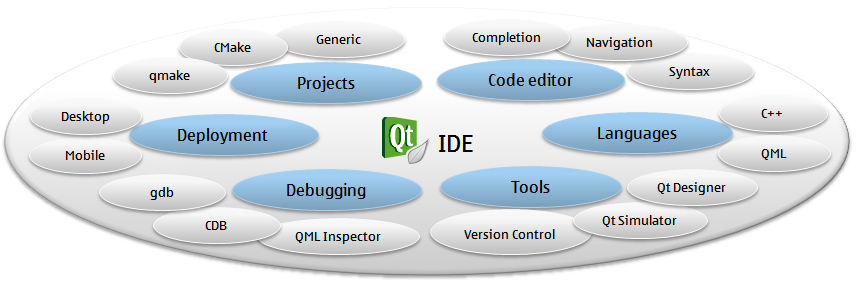 Completion
Generic
Navigation
CMake
Syntax
qmake
Projects
Code editor
Desktop
C++
Deployment
Languages
Qt
IDE
Mobile
QML
gdb
Debugging
Tools
Qt Designer
CDB
Qt Simulator
QML Inspector
Version Control